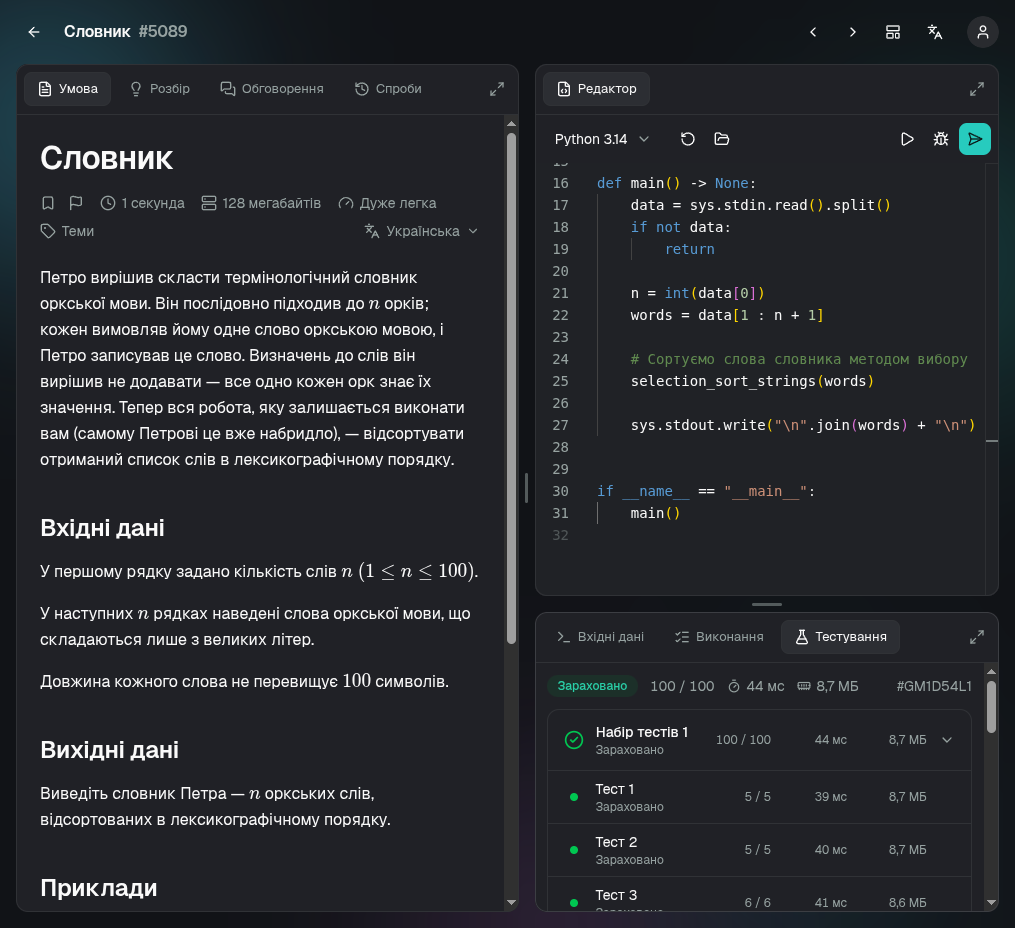 Словник #5089
Умова
Розбір
Обговорення
Спроби
Словник
1 секунда
128 мегабайтів
Дуже легка
Теми
Українська
Петро вирішив скласти термінологічний словник
оркської мови. Він послідовно підходив до n орків;
кожен вимовляв йому одне слово оркською мовою, і
Петро записував це слово. Визначень до слів він
вирішив не додавати — все одно кожен орк знає їх
значення. Тепер вся робота, яку залишається виконати
вам (самому Петрові це вже набридло), — відсортувати
отриманий список слів в лексикографічному порядку.
Вхідні дані
У першому рядку задано кількість слів n (1 ≤ n ≤ 100).
У наступних n рядках наведені слова оркської мови, що
складаються лише з великих літер.
Довжина кожного слова не перевищує 100 символів.
Вихідні дані
Виведіть словник Петра — n оркських слів,
відсортованих в лексикографічному порядку.
Приклади
Редактор
Python 3.14
15
16 def main() -> None:
17 data = sys.stdin.read().split()
18 if not data:
19 return
20
21 n = int(data[0])
22 words = data[1 : n + 1]
23
24 # Сортуємо слова словника методом вибору
25 selection_sort_strings(words)
26
27 sys.stdout.write("\n".join(words) + "\n")
28
29
30 if __name__ == "__main__":
31 main()
32
Вхідні дані
Виконання
Тестування
Зараховано 100 / 100 44 мс 8,7 МБ #GM1D54L1
Набір тестів 1 100 / 100 44 мс 8,7 МБ
Зараховано
Тест 1 5 / 5 39 мс 8,7 МБ
Зараховано
Тест 2 5 / 5 40 мс 8,7 МБ
Зараховано
Тест 3 6 / 6 41 мс 8,6 МБ
Зараховано